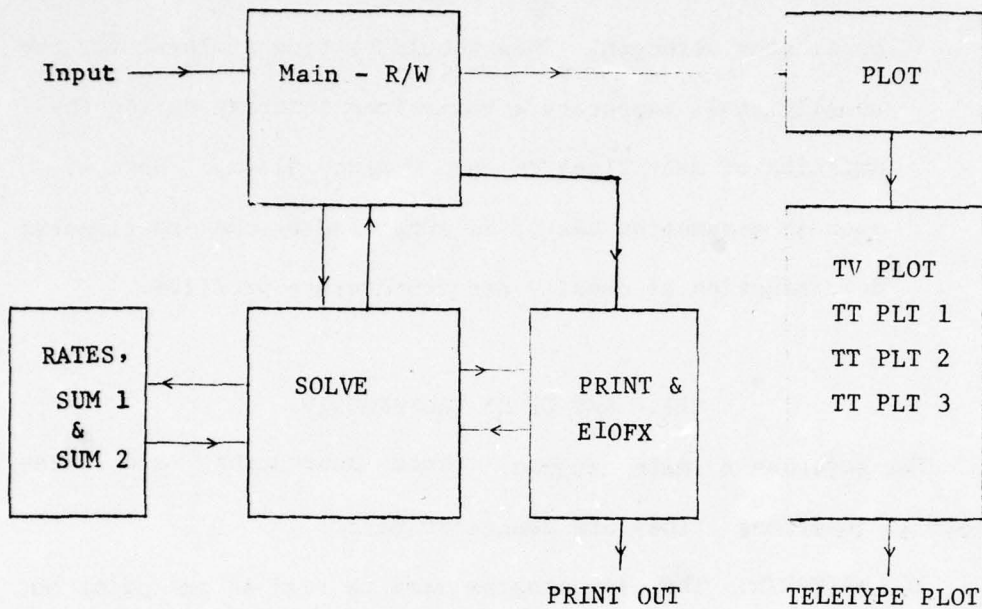 Input
Main - R/W
PLOT
TV PLOT
TT PLT 1
TT PLT 2
TT PLT 3
RATES,
SUM 1
&
SUM 2
SOLVE
PRINT &
EIOFX
PRINT OUT
TELETYPE PLOT